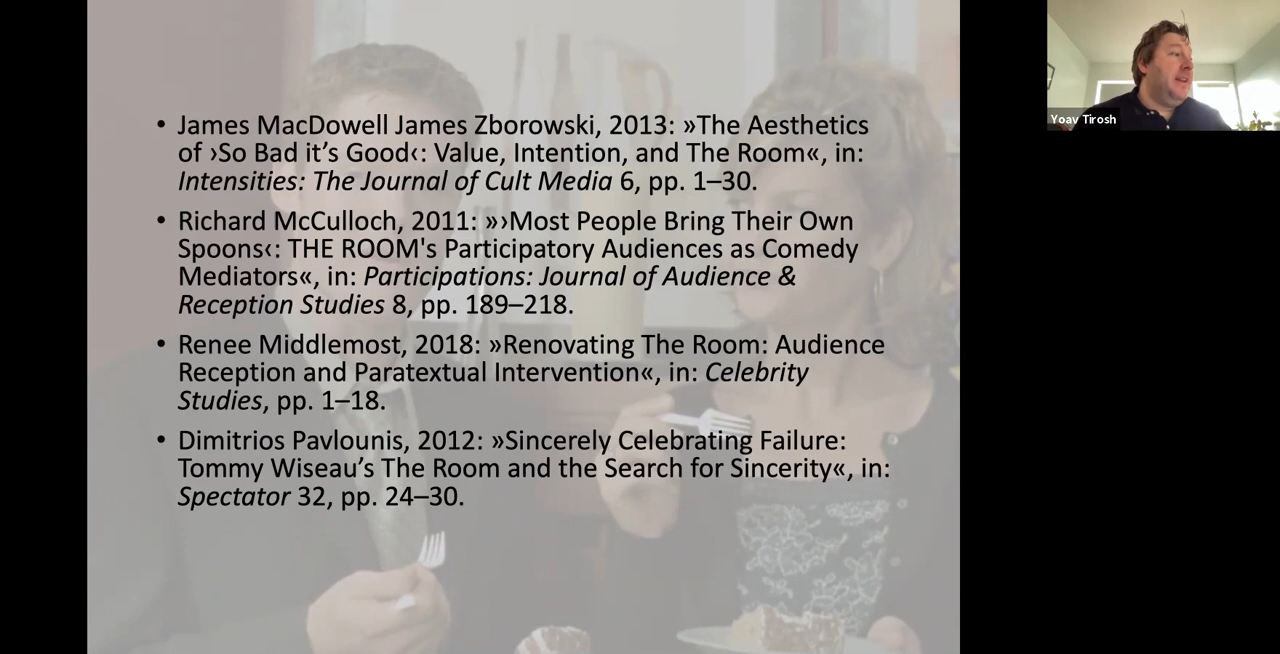 • James MacDowell James Zborowski, 2013: »The Aesthetics
of ›So Bad it’s Good‹: Value, Intention, and The Room«, in:
Intensities: The Journal of Cult Media 6, pp. 1–30.
• Richard McCulloch, 2011: »›Most People Bring Their Own
Spoons‹: THE ROOM's Participatory Audiences as Comedy
Mediators«, in: Participations: Journal of Audience &
Reception Studies 8, pp. 189–218.
• Renee Middlemost, 2018: »Renovating The Room: Audience
Reception and Paratextual Intervention«, in: Celebrity
Studies, pp. 1–18.
• Dimitrios Pavlounis, 2012: »Sincerely Celebrating Failure:
Tommy Wiseau’s The Room and the Search for Sincerity«, in:
Spectator 32, pp. 24–30.
Yoav Tirosh